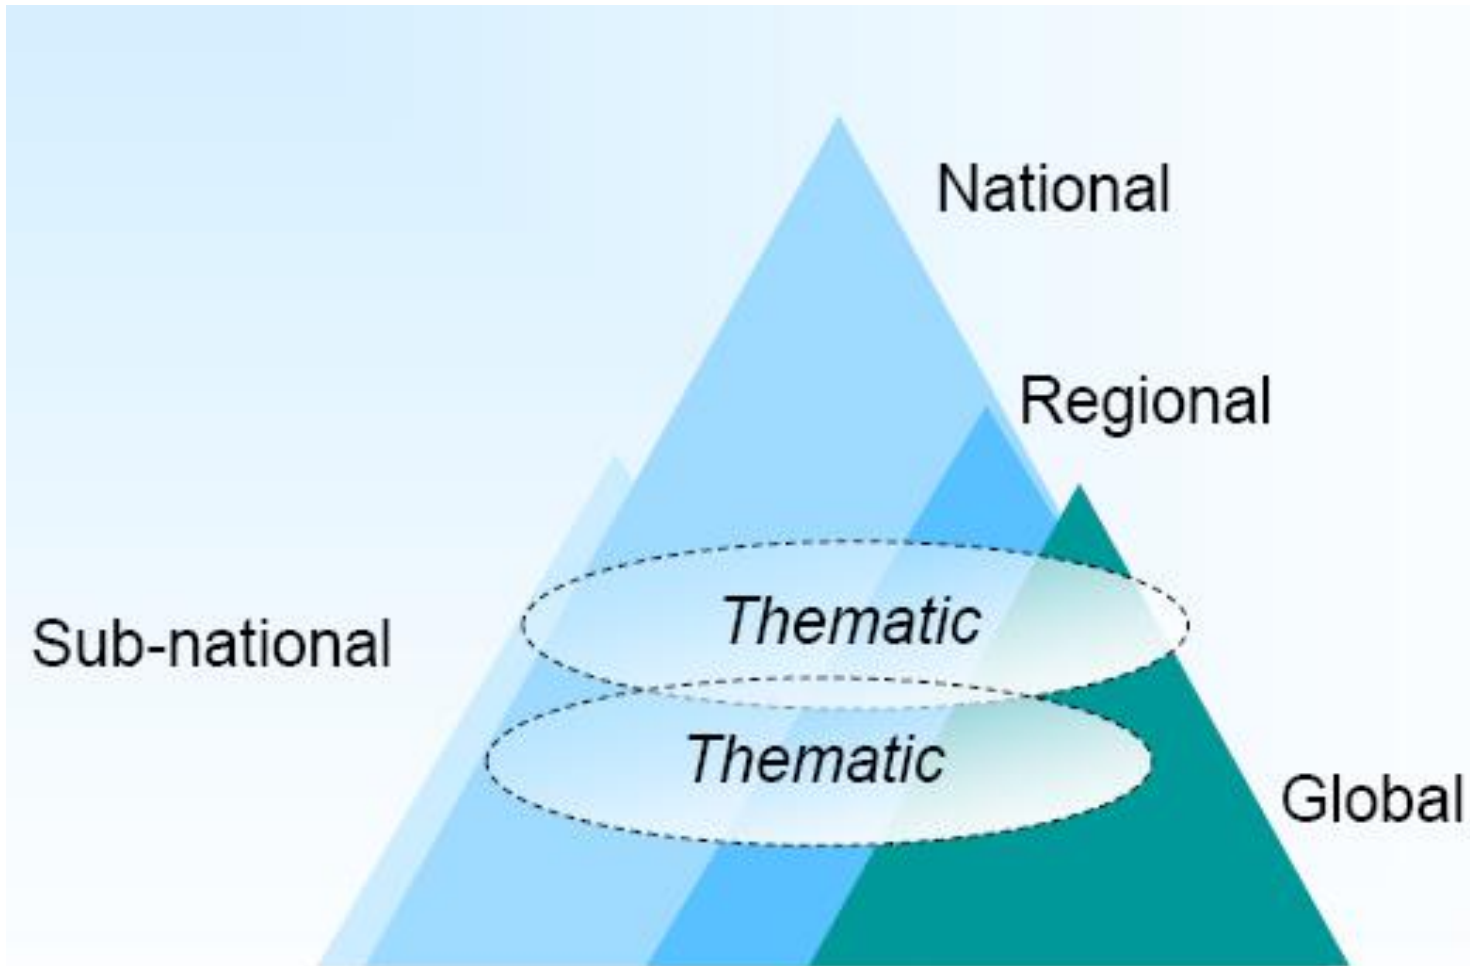 National
Regional
Thematic
Sub-national
Thematic
Global